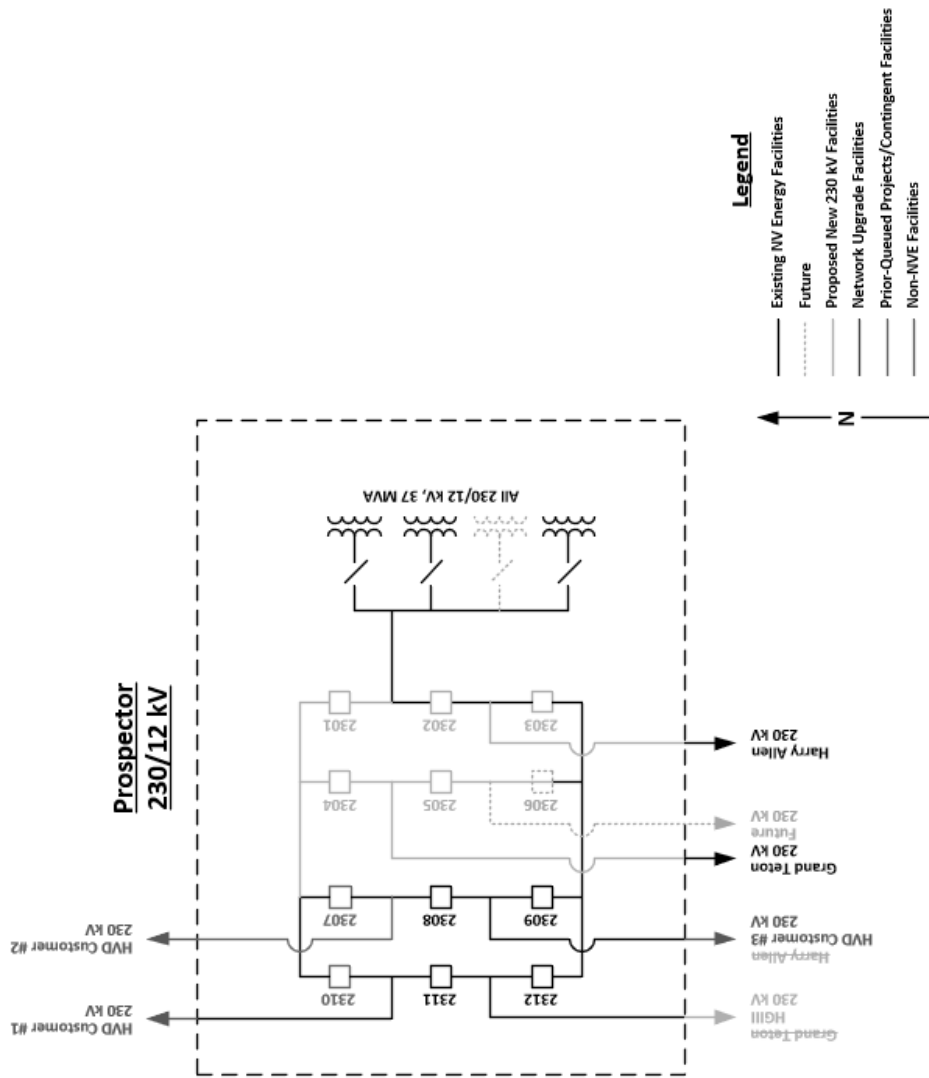 Prospector
230/12 kV
All 230/12 kV, 37 MVA
2301
2302
2303
2304
2305
2306
2307
2308
2309
2310
2311
2312
HVD Customer #2
230 kV
HVD Customer #1
230 kV
Harry Allen
230 kV
Future
230 kV
Grand Teton
230 kV
Harry Allen
HVD Customer #3
230 kV
Grand Teton
HGIII
230 kV
Legend
Existing NV Energy Facilities
Future
Proposed New 230 kV Facilities
Network Upgrade Facilities
Prior-Queued Projects/Contingent Facilities
Non-NVE Facilities
N